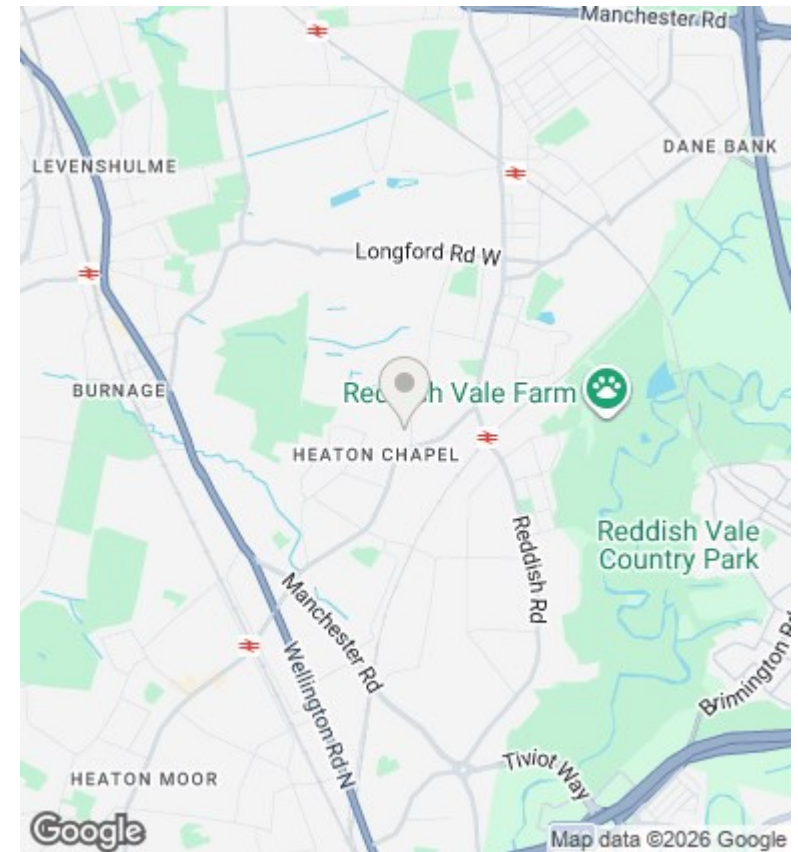 Manchester Rd
DANE BANK
LEVENSHULME
Longford Rd W
BURNAGE
Reddish Vale Farm
HEATON CHAPEL
Reddish Rd
Reddish Vale
Country Park
Manchester Rd
Wellington Rd N
Brinnington Rd
Tiviot Way
HEATON MOOR
Google
Map data ©2026 Google